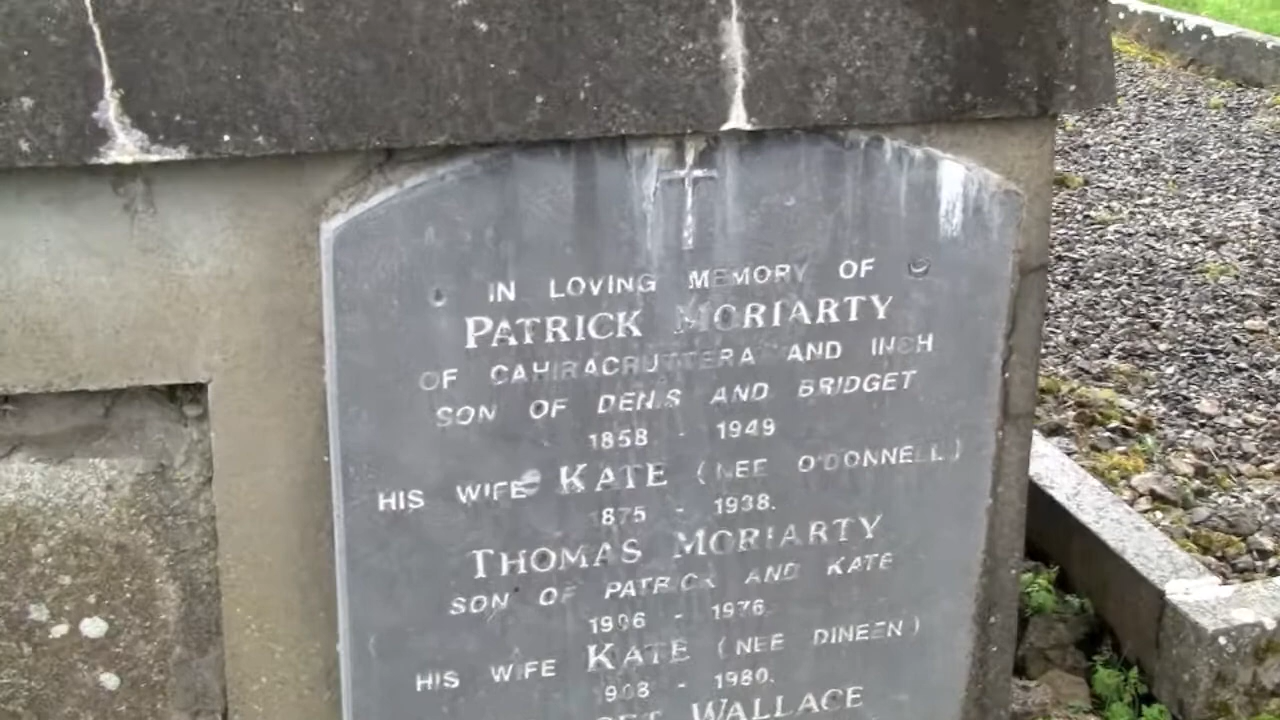 IN LOVING MEMORY OF
PATRICK MORIARTY
OF CAHIRACRUTTERA AND INCH
SON OF DENIS AND BRIDGET
1858 - 1949
HIS WIFE KATE (NEE O'DONNELL)
1875 - 1938.
THOMAS MORIARTY
SON OF PATRICK AND KATE
1906 - 1976
HIS WIFE KATE (NEE DINEEN)
1908 - 1980.
WALLACE